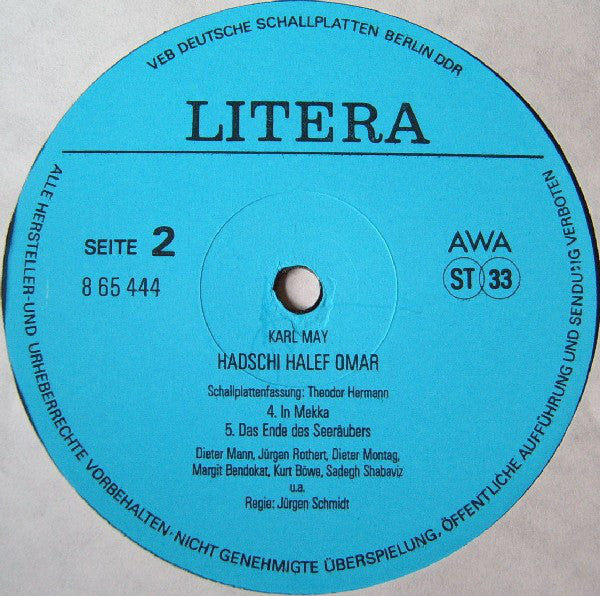 VEB DEUTSCHE SCHALLPLATTEN BERLIN DDR
LITERA
SEITE 2
8 65 444
AWA
ST 33
KARL MAY
HADSCHI HALEF OMAR
Schallplattenfassung: Theodor Hermann
4. In Mekka
5. Das Ende des Seeräubers
Dieter Mann, Jürgen Rothert, Dieter Montag,
Margit Bendokat, Kurt Böwe, Sadegh Shabaviz
u.a.
Regie: Jürgen Schmidt
ALLE HERSTELLER-UND URHEBERRECHTE VORBEHALTEN, NICHT GENEHMIGTE ÜBERSPIELUNG, ÖFFENTLICHE AUFFÜHRUNG UND SENDUNG VERBOTEN